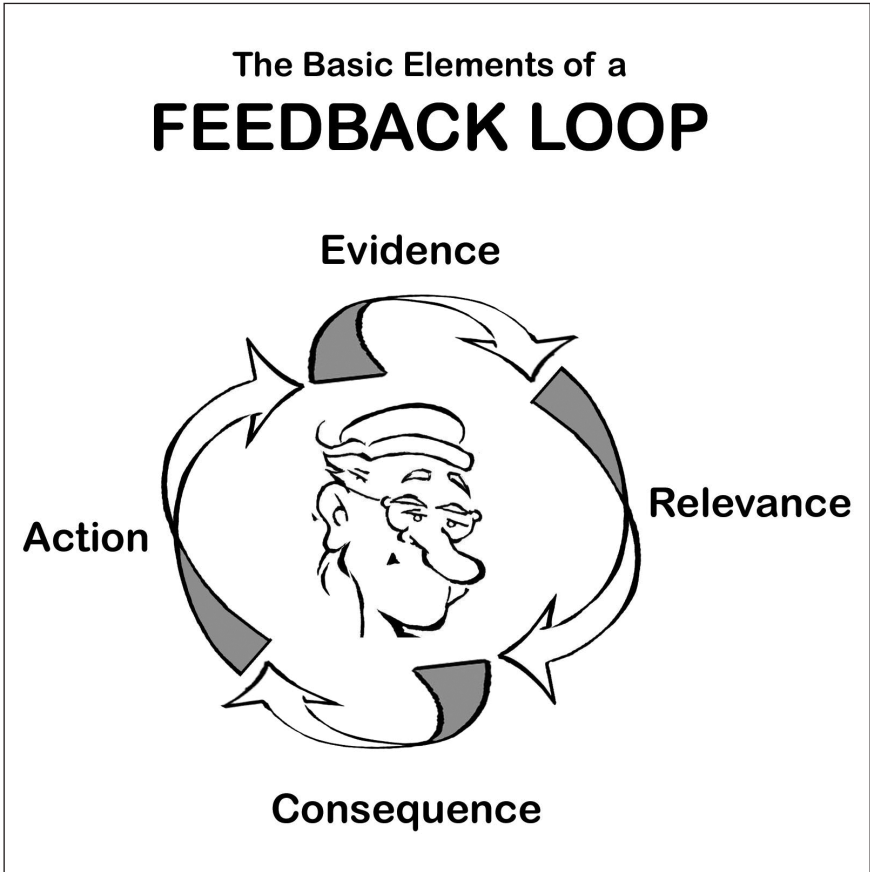 The Basic Elements of a
FEEDBACK LOOP
Evidence
Relevance
Action
Consequence